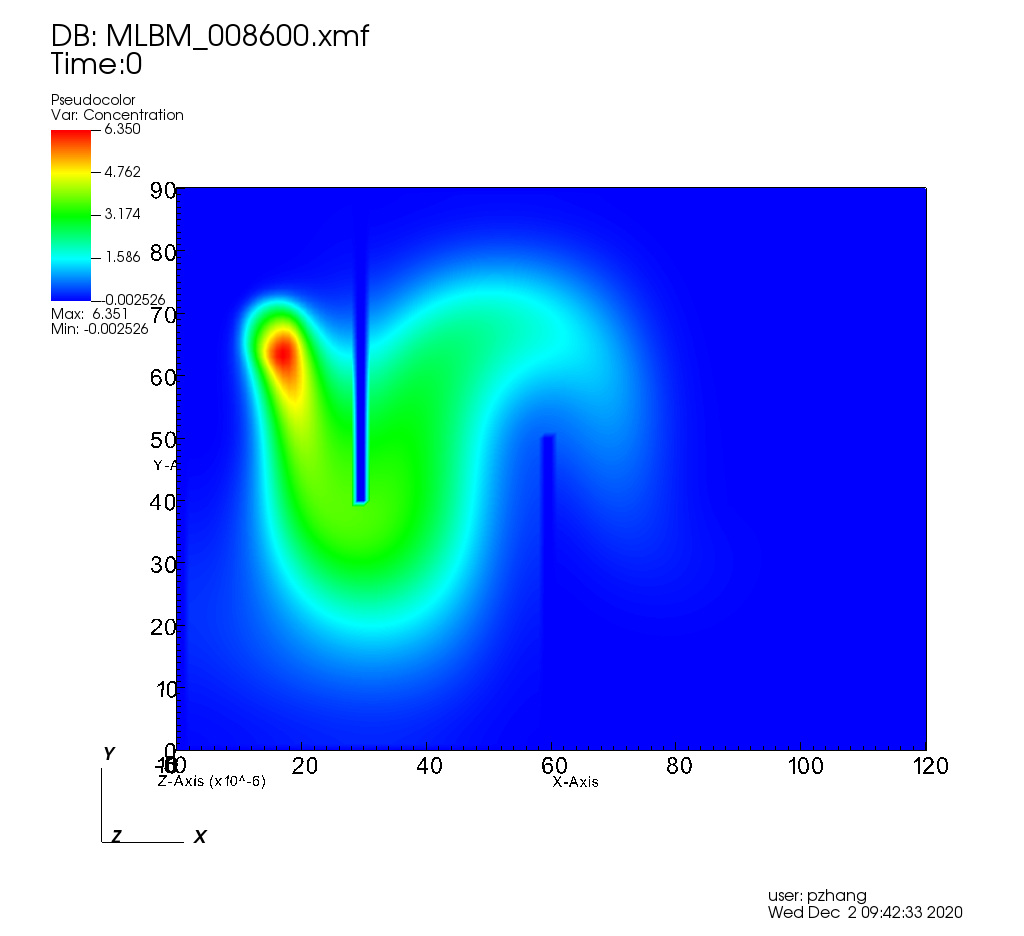 DB: MLBM_008600.xmf
Time:0
Pseudocolor
Var: Concentration
6.350
4.762
3.174
1.586
-0.002526
Max: 6.351
Min: -0.002526
90
80
70
60
50
Y-A
40
30
20
10
0
20 40 60 80 100 120
Z-Axis (x10^-6) X-Axis
Y
Z X
user: pzhang
Wed Dec 2 09:42:33 2020